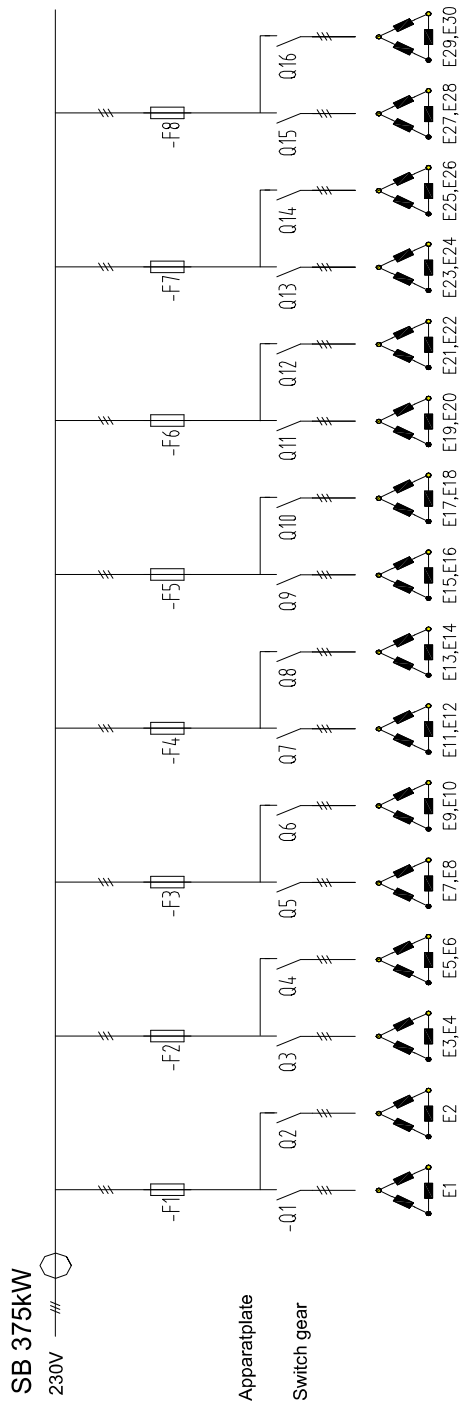 SB 375kW
230V
-F1
-F2
-F3
-F4
-F5
-F6
-F7
-F8
Apparatplate
Switch gear
-Q1
Q2
Q3
Q4
Q5
Q6
Q7
Q8
Q9
Q10
Q11
Q12
Q13
Q14
Q15
Q16
E1
E2
E3,E4
E5,E6
E7,E8
E9,E10
E11,E12
E13,E14
E15,E16
E17,E18
E19,E20
E21,E22
E23,E24
E25,E26
E27,E28
E29,E30